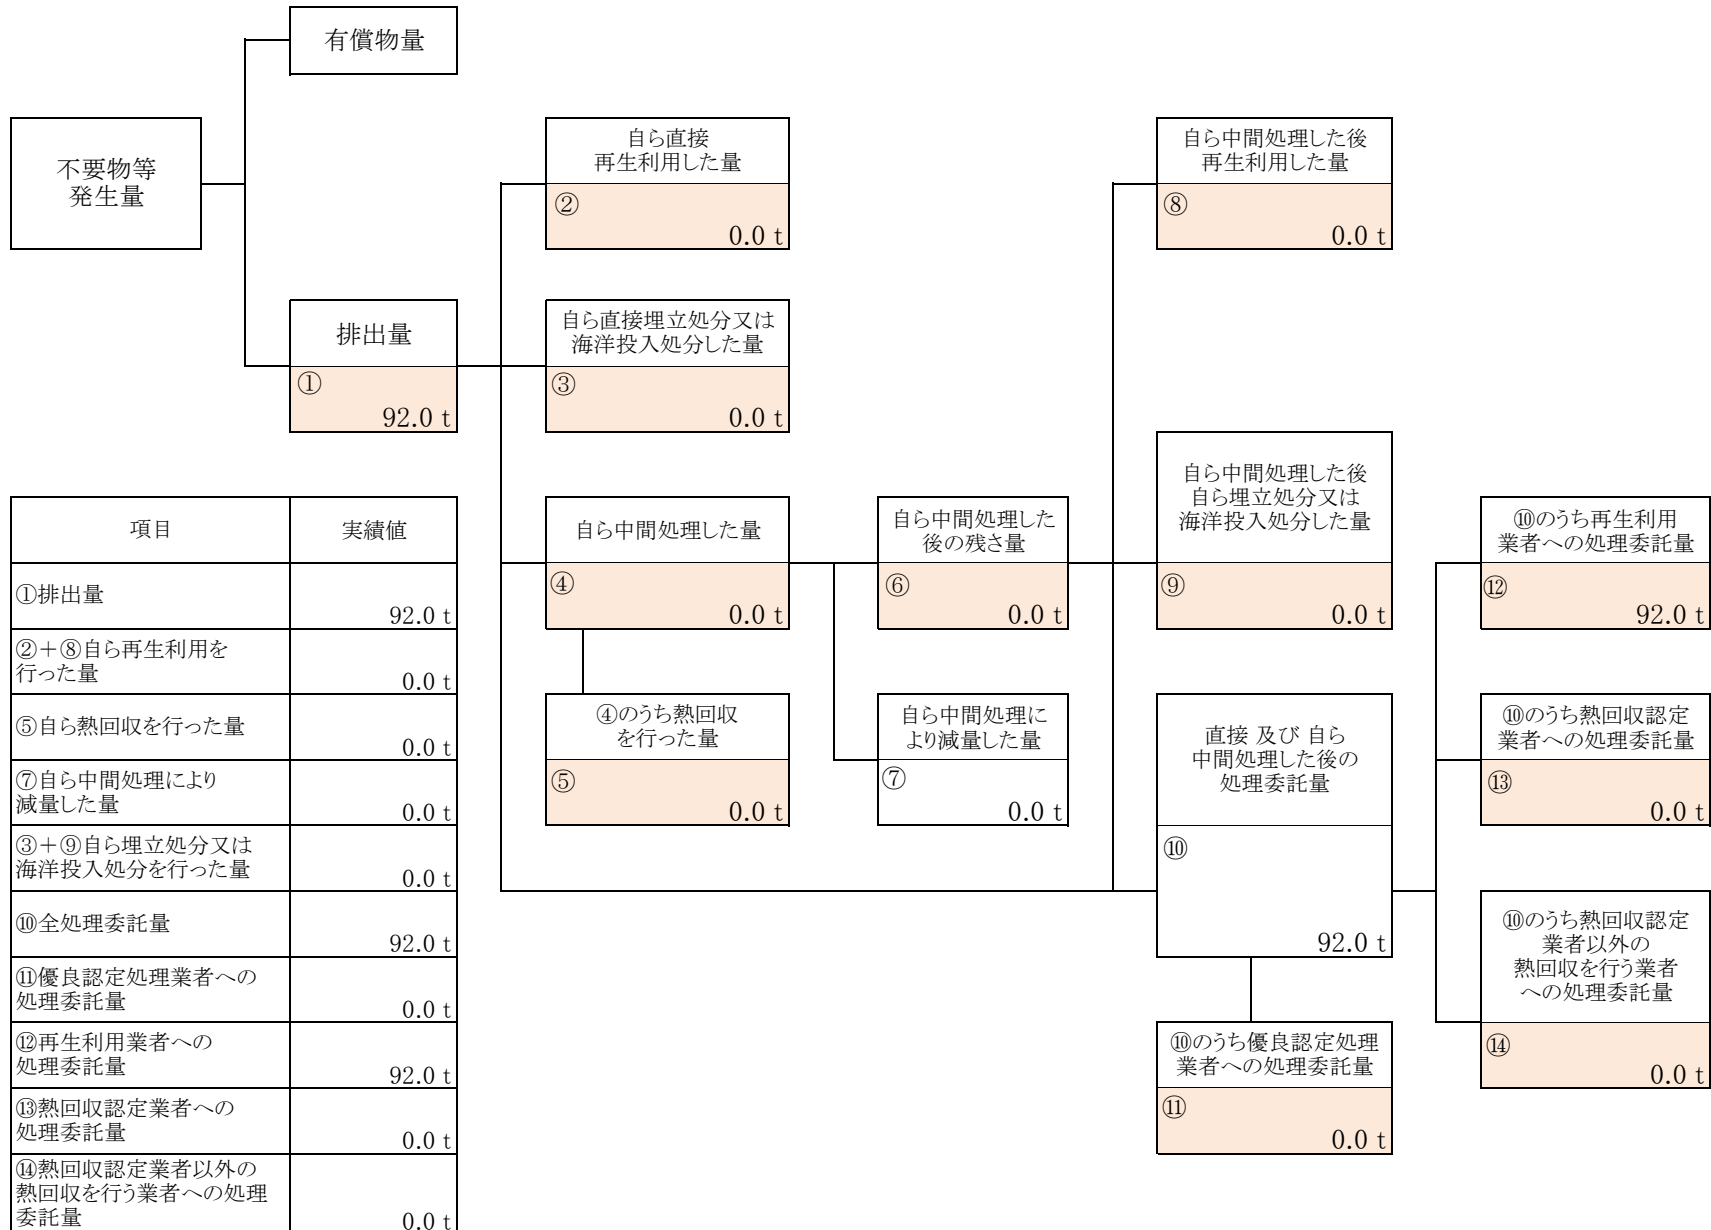 有償物量
不要物等
発生量
自ら直接
再生利用した量
②
0.0 t
自ら中間処理した後
再生利用した量
⑧
0.0 t
排出量
①
92.0 t
自ら直接埋立処分又は
海洋投入処分した量
③
0.0 t
自ら中間処理した量
④
0.0 t
自ら中間処理した
後の残さ量
⑥
0.0 t
自ら中間処理した後
自ら埋立処分又は
海洋投入処分した量
⑨
0.0 t
⑩のうち再生利用
業者への処理委託量
⑫
92.0 t
④のうち熱回収
を行った量
⑤
0.0 t
自ら中間処理に
より減量した量
⑦
0.0 t
直接 及び 自ら
中間処理した後の
処理委託量
⑩
92.0 t
⑩のうち熱回収認定
業者への処理委託量
⑬
0.0 t
⑩のうち熱回収認定
業者以外の
熱回収を行う業者
への処理委託量
⑭
0.0 t
⑩のうち優良認定処理
業者への処理委託量
⑪
0.0 t
項目 実績値
①排出量
92.0 t
②＋⑧自ら再生利用を
行った量
0.0 t
⑤自ら熱回収を行った量
0.0 t
⑦自ら中間処理により
減量した量
0.0 t
③＋⑨自ら埋立処分又は
海洋投入処分を行った量
0.0 t
⑩全処理委託量
92.0 t
⑪優良認定処理業者への
処理委託量
0.0 t
⑫再生利用業者への
処理委託量
92.0 t
⑬熱回収認定業者への
処理委託量
0.0 t
⑭熱回収認定業者以外の
熱回収を行う業者への処理
委託量
0.0 t